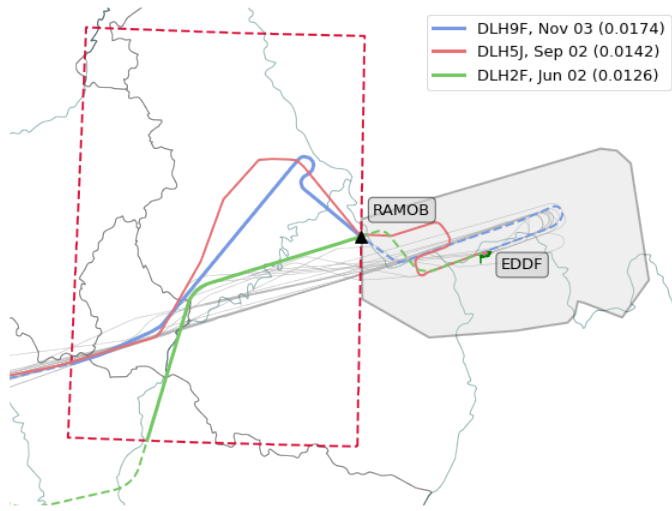 DLH9F, Nov 03 (0.0174)
DLH5J, Sep 02 (0.0142)
DLH2F, Jun 02 (0.0126)
RAMOB
EDDF